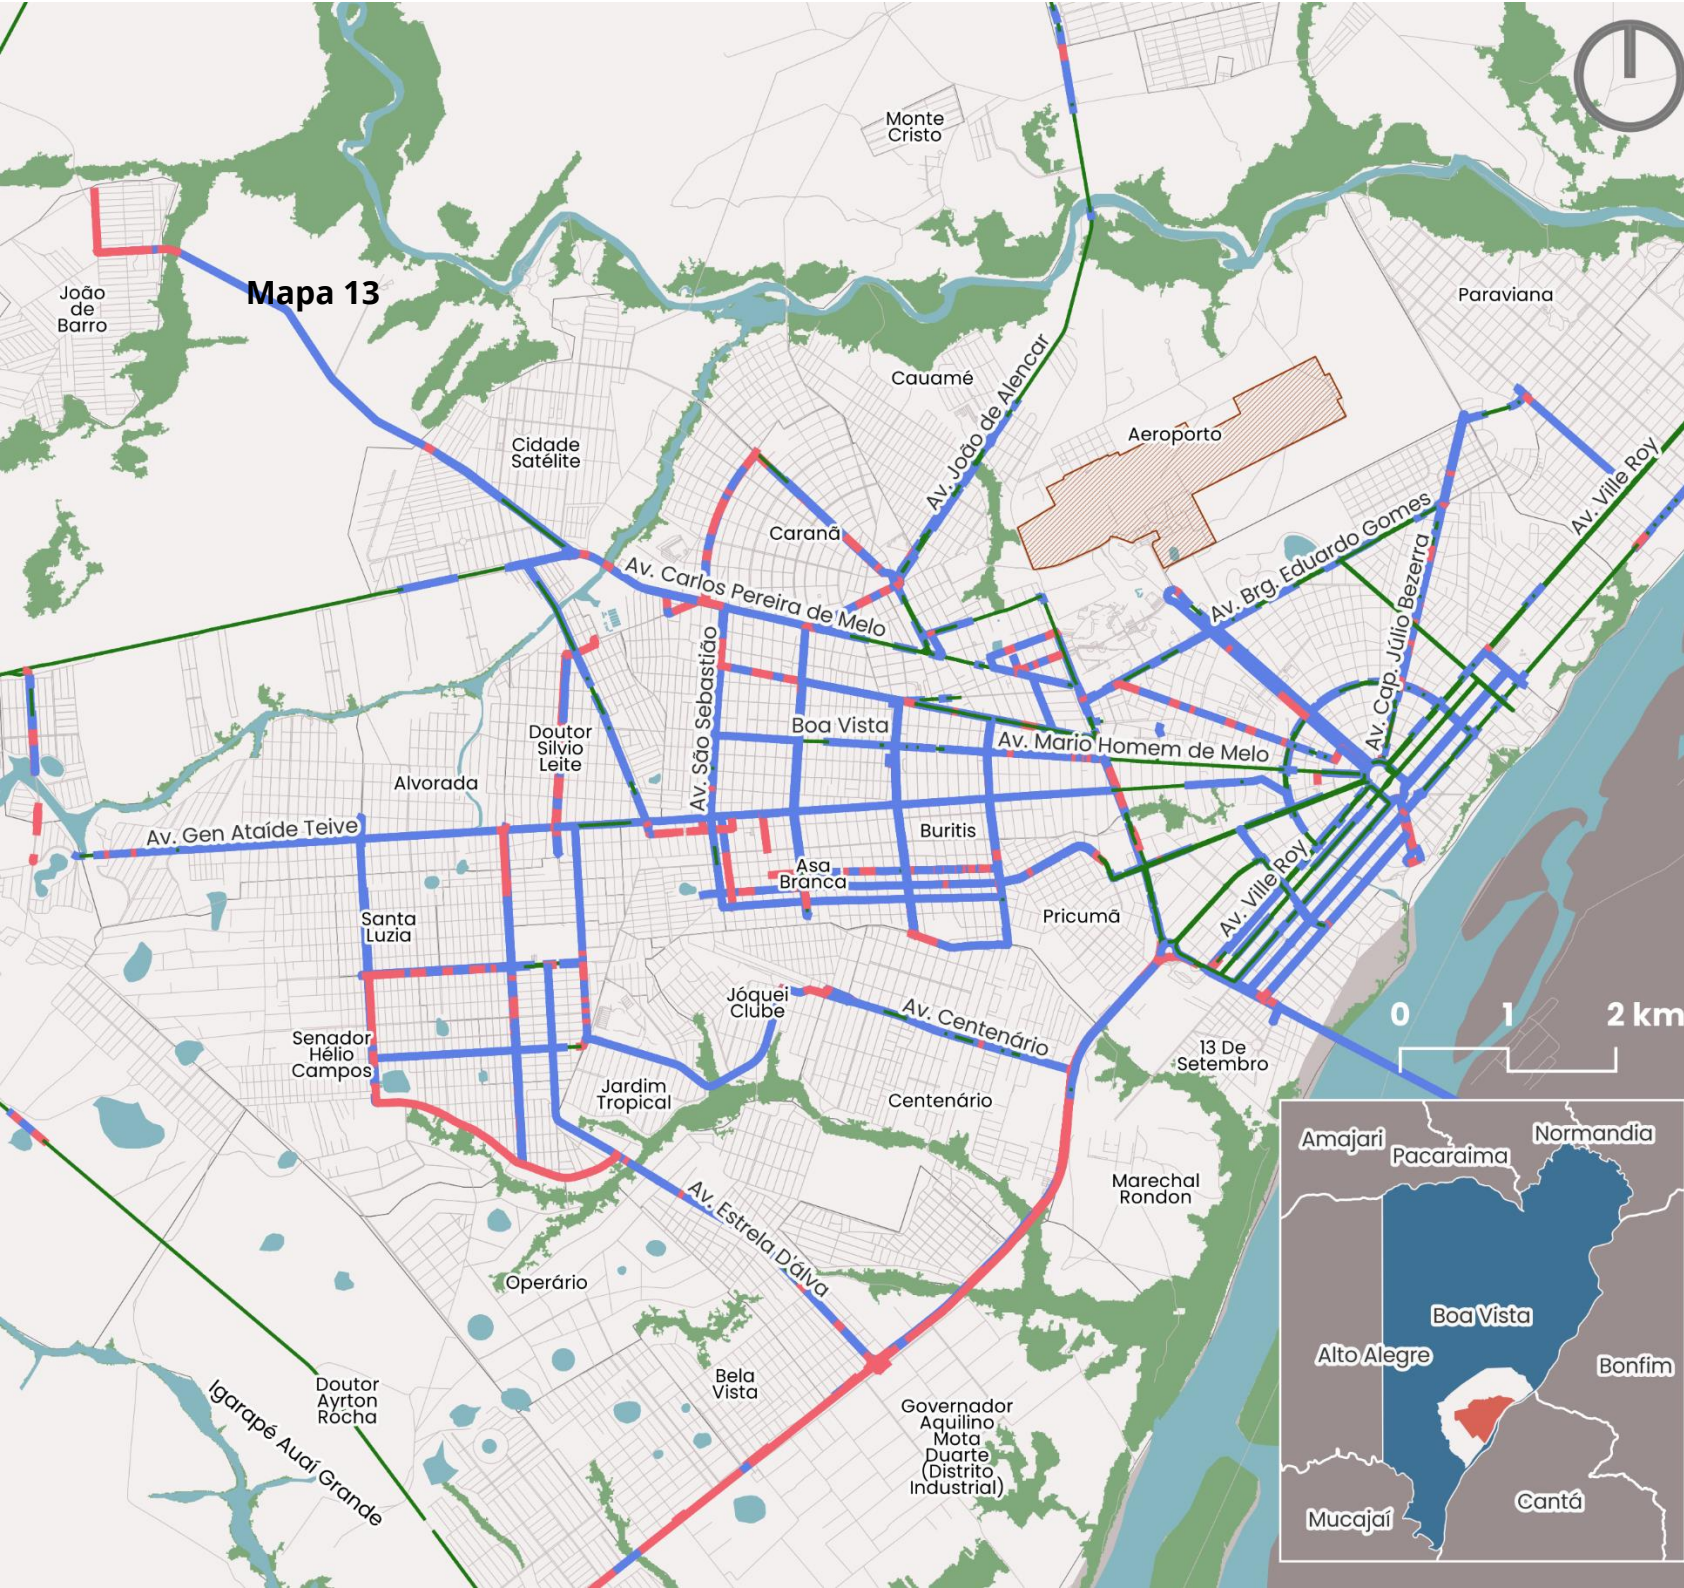 Monte
Cristo
João
de
Barro
Mapa 13
Paraviana
Cauamé
Av. João de Alencar
Aeroporto
Cidade
Satélite
Av. Ville Roy
Caranã
Av. Brg. Eduardo Gomes
Av. Carlos Pereira de Melo
Av. Cap. Júlio Bezerra
Av. São Sebastião
Doutor
Silvio
Leite
Boa Vista
Av. Mario Homem de Melo
Alvorada
Av. Gen Ataíde Teive
Buritis
Asa
Branca
Av. Ville Roy
Santa
Luzia
Pricumã
Jóquei
Clube
Av. Centenário
0 1 2 km
Senador
Hélio
Campos
13 De
Setembro
Jardim
Tropical
Centenário
Marechal
Rondon
Av. Estrela D'álva
Operário
Bela
Vista
Doutor
Ayrton
Rocha
Igarapé Auaí Grande
Governador
Aquilino
Mota
Duarte
(Distrito
Industrial)
Amajari
Normandia
Pacaraima
Boa Vista
Alto Alegre
Bonfim
Cantá
Mucajaí